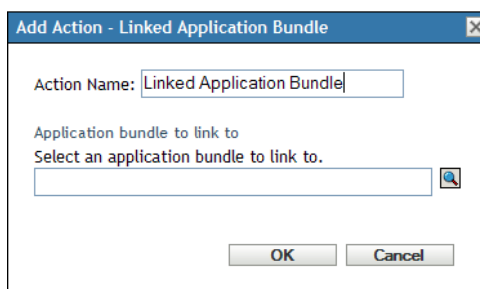 Add Action - Linked Application Bundle
Action Name: Linked Application Bundle
Application bundle to link to
Select an application bundle to link to.
OK Cancel